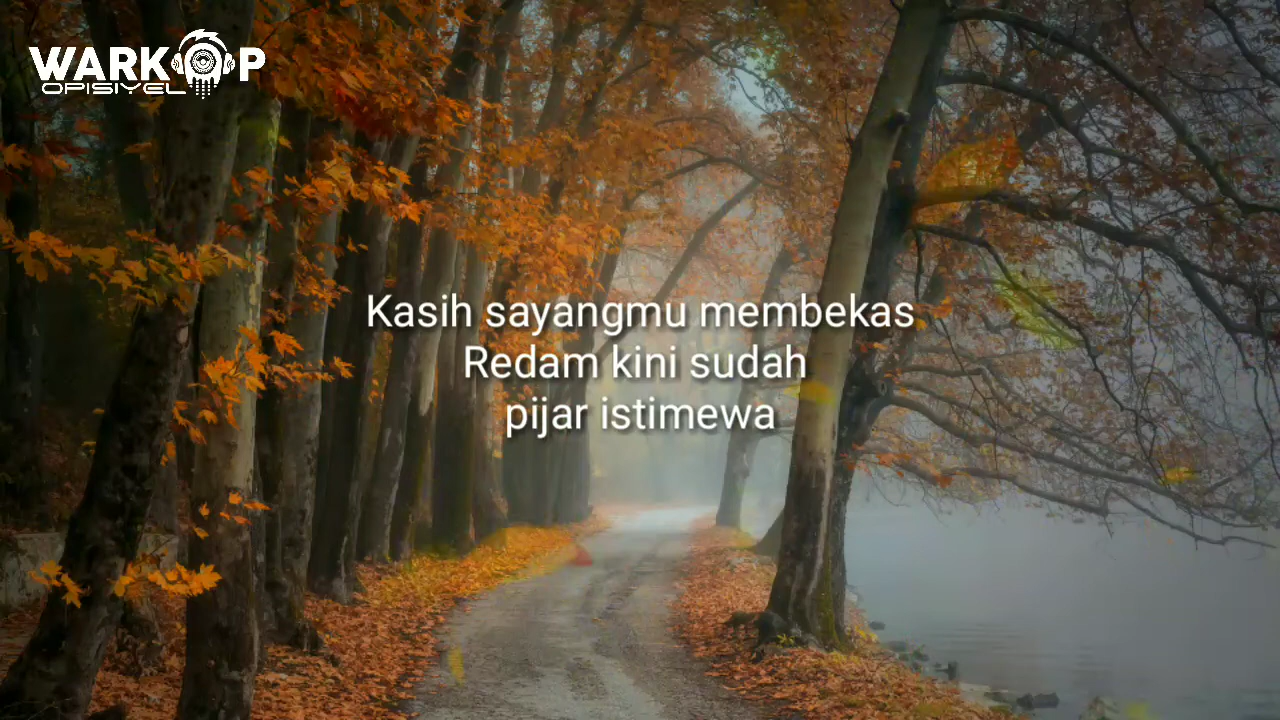 WARKOP
OPISIYEL
Kasih sayangmu membekas
Redam kini sudah
pijar istimewa